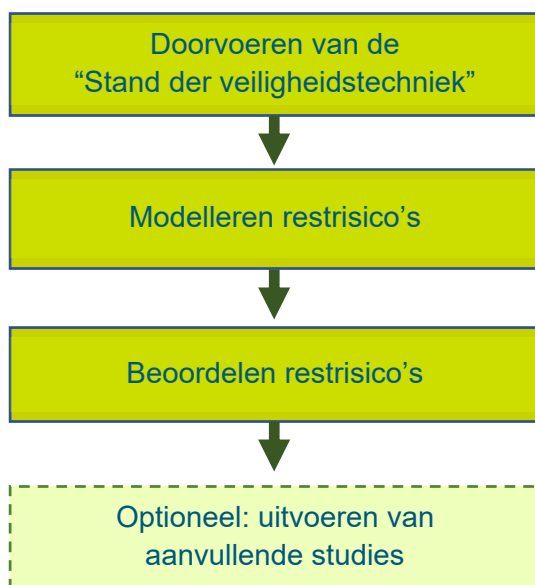 Doorvoeren van de
“Stand der veiligheidstechniek”
Modelleren restrisico’s
Beoordelen restrisico’s
Optioneel: uitvoeren van
aanvullende studies